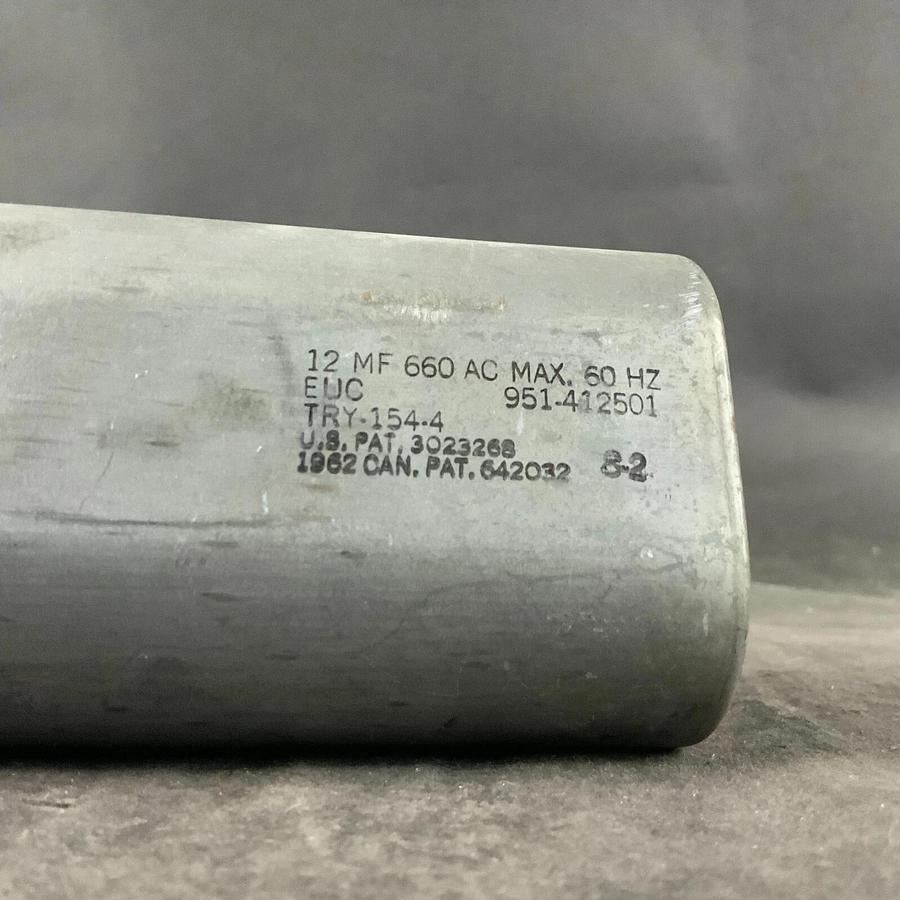 12 MF 660 AC MAX. 60 HZ
EUC 951-412501
TRY-154-4
U.S. PAT. 3023268
1962 CAN. PAT. 642032 8-2